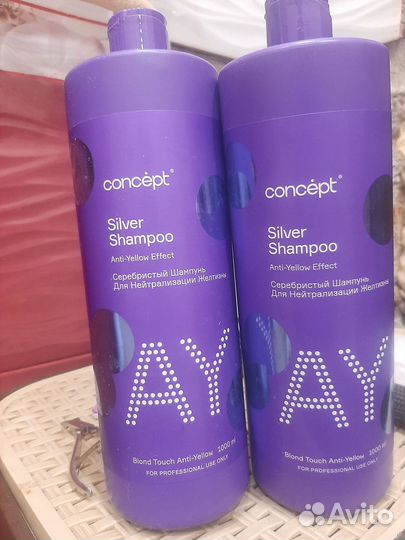 concépt®
Silver
Shampoo
Anti-Yellow Effect
Серебристый Шампунь
Для Нейтрализации Желтизны
AY
Blond Touch Anti-Yellow 1000 ml
FOR PROFESSIONAL USE ONLY
concépt®
Silver
Shampoo
Anti-Yellow Effect
Серебристый Шампунь
Для Нейтрализации Желтизны
AY
Blond Touch Anti-Yellow 1000 ml
FOR PROFESSIONAL USE ONLY
Avito